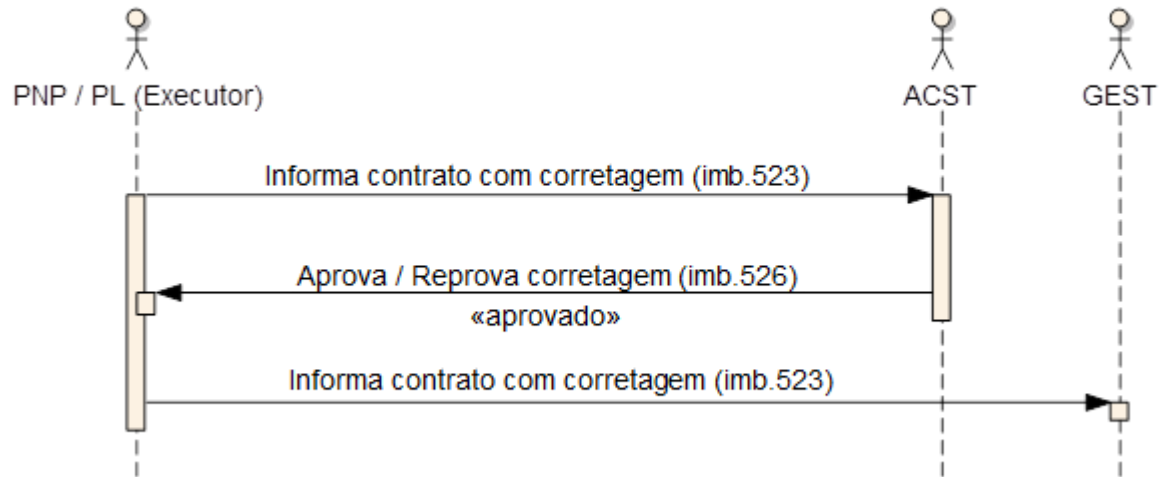 PNP / PL (Executor)
ACST
GEST
Informa contrato com corretagem (imb.523)
Aprova / Reprova corretagem (imb.526)
«aprovado»
Informa contrato com corretagem (imb.523)